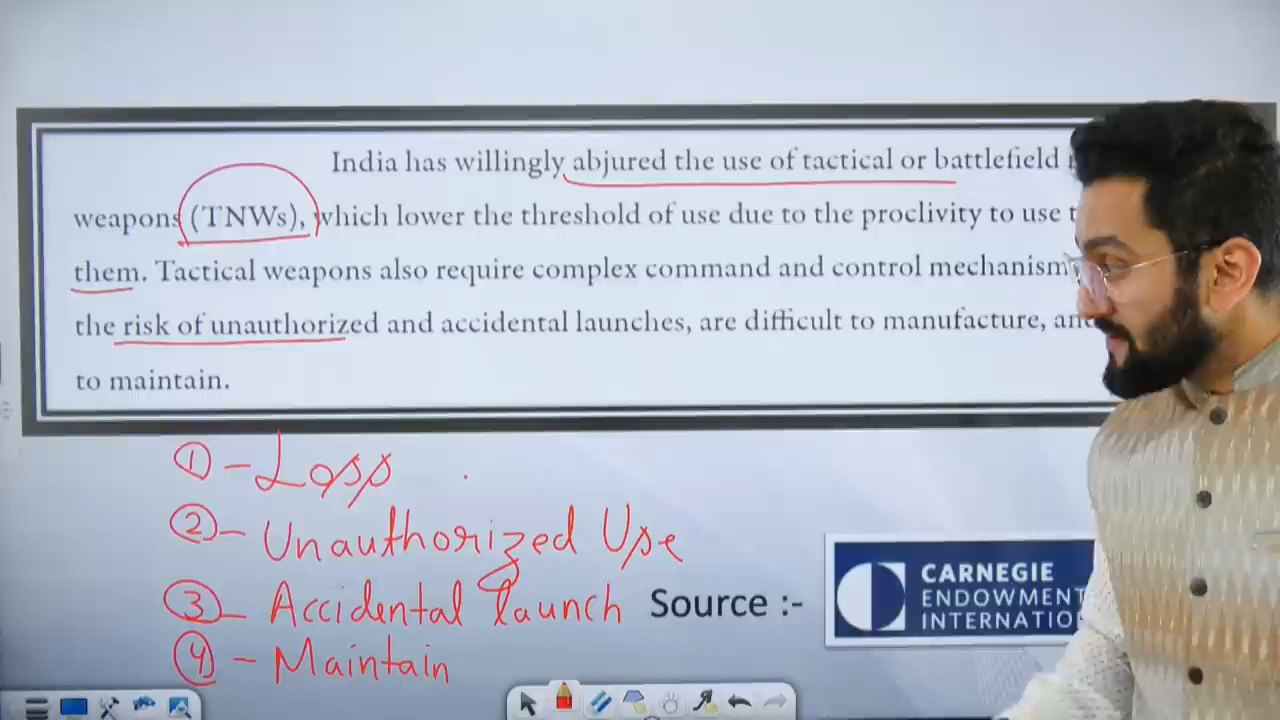 India has willingly abjured the use of tactical or battlefield
weapons (TNWs), which lower the threshold of use due to the proclivity to use
them. Tactical weapons also require complex command and control mechanism
the risk of unauthorized and accidental launches, are difficult to manufacture, and
to maintain.
① - Loss
② - Unauthorized Use
③ - Accidental launch
④ - Maintain
Source :-
CARNEGIE
ENDOWMENT
INTERNATIO